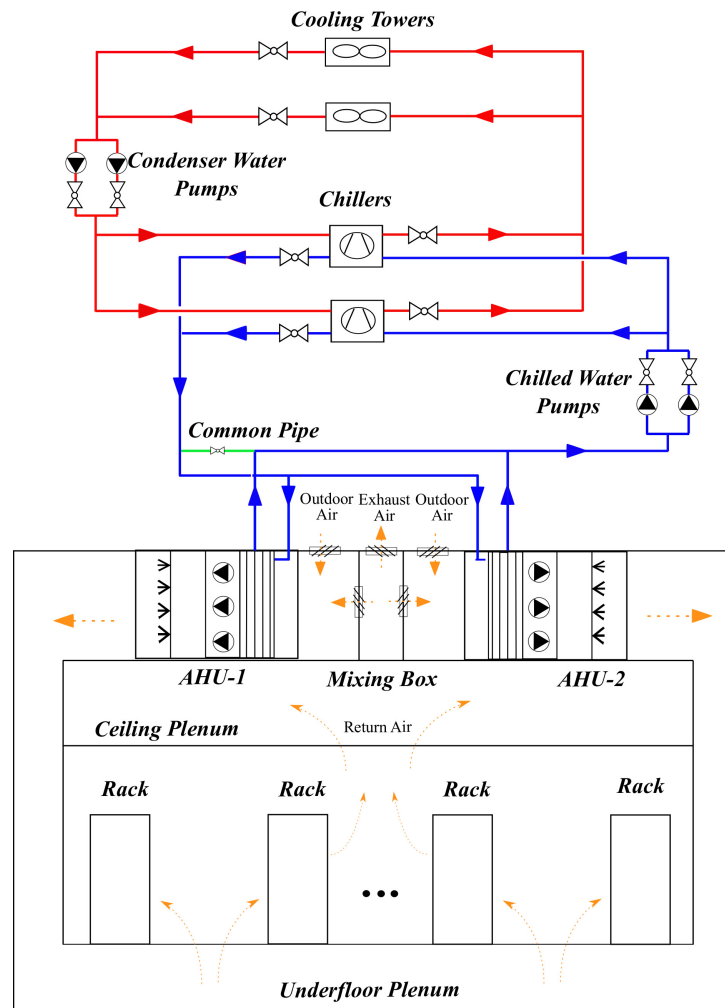 Cooling Towers
Condenser Water
Pumps
Chillers
Chilled Water
Pumps
Common Pipe
Outdoor
Air
Exhaust
Air
Outdoor
Air
AHU-1
Mixing Box
AHU-2
Ceiling Plenum
Return Air
Rack
Rack
Rack
Rack
Underfloor Plenum